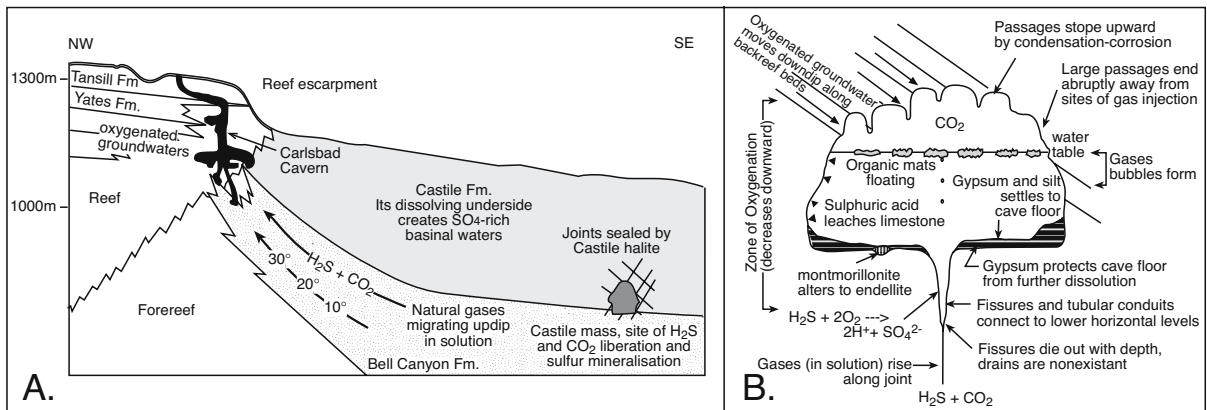 NW
SE
1300m
Tansill Fm
Reef escarpment
Yates Fm.
oxygenated
groundwaters
Carlsbad
Cavern
Castile Fm.
Its dissolving underside
creates SO4-rich
basinal waters
Reef
1000m
Joints sealed by
Castile halite
H2S + CO2
30°
20°
10°
Natural gases
migrating updip
in solution
Forereef
Castile mass, site of H2S
and CO2 liberation and
sulfur mineralisation
Bell Canyon Fm.
A.
Oxygenated groundwater
moves downdip along
backreef beds
Passages stope upward
by condensation-corrosion
Large passages end
abruptly away from
sites of gas injection
CO2
water
table
Gases
bubbles form
Organic mats
floating
Gypsum and silt
settles to
cave floor
Sulphuric acid
leaches limestone
Zone of Oxygenation
(decreases downward)
montmorillonite
alters to endellite
Gypsum protects cave floor
from further dissolution
H2S + 2O2 --->
2H+ + SO42-
Fissures and tubular conduits
connect to lower horizontal levels
Fissures die out with depth,
drains are nonexistant
Gases (in solution) rise
along joint
H2S + CO2
B.